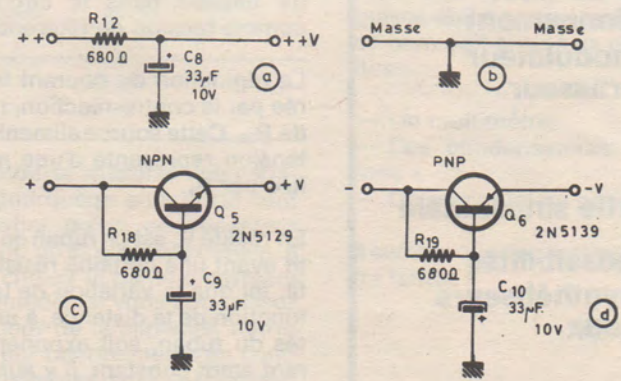 ++ R12 ++V
680Ω
+ C8
33µF
10V
a
Masse Masse
b
NPN
+ +V
Q5
2N5129
R18
680Ω
+ C9
33µF
10V
c
PNP
- -V
Q6
2N5139
R19
680Ω
C10
33µF
+ 10V
d